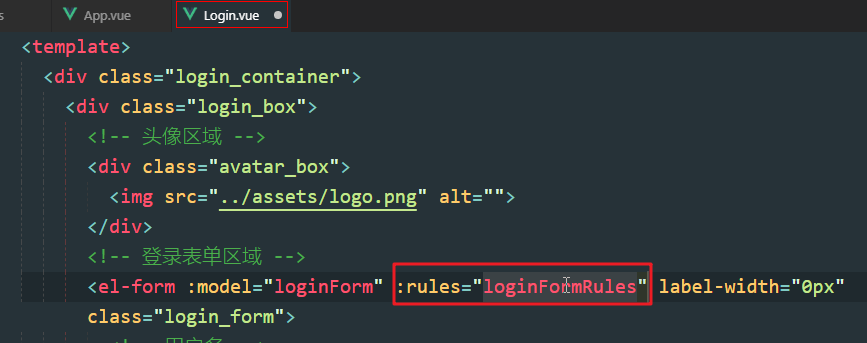 s App.vue Login.vue
<template>
<div class="login_container">
<div class="login_box">
<!-- 头像区域 -->
<div class="avatar_box">
<img src="../assets/logo.png" alt="">
</div>
<!-- 登录表单区域 -->
<el-form :model="loginForm" :rules="loginFormRules" label-width="0px"
class="login_form">